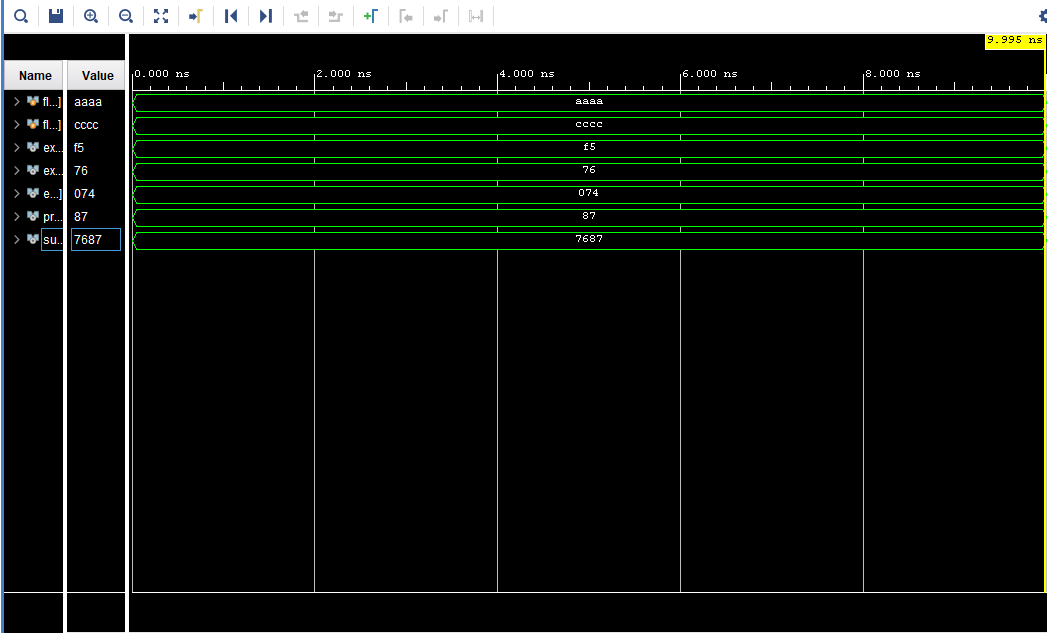 9.995 ns
Name Value
0.000 ns 2.000 ns 4.000 ns 6.000 ns 8.000 ns
fl...] aaaa aaaa
fl...] cccc cccc
ex... f5 f5
ex... 76 76
e...] 074 074
pr... 87 87
su... 7687 7687